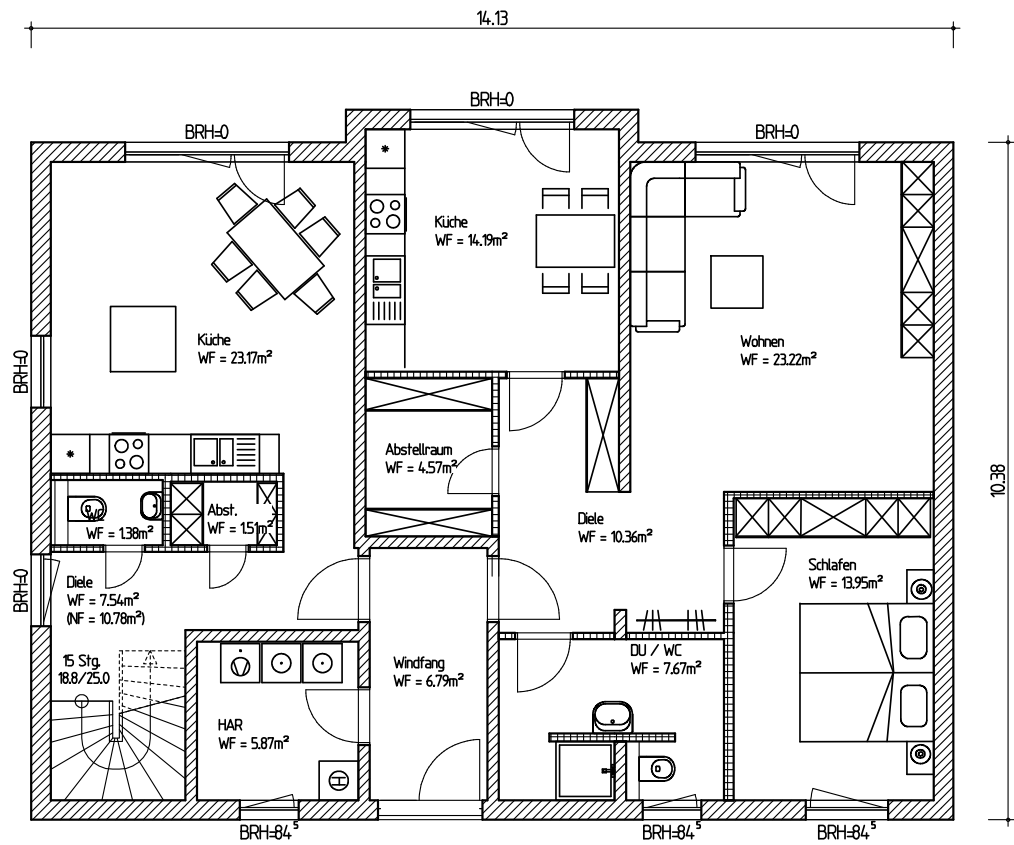 14.13
BRH=0
BRH=0
BRH=0
Küche
WF = 14.19m²
Küche
WF = 23.17m²
Wohnen
WF = 23.22m²
BRH=0
10.38
Abstellraum
WF = 4.57m²
WC
WF = 1.38m²
Abst.
WF = 1.51m²
Diele
WF = 10.36m²
Schlafen
WF = 13.95m²
BRH=0
Diele
WF = 7.54m²
(NF = 10.78m²)
15 Stg.
18.8/25.0
Windfang
WF = 6.79m²
DU / WC
WF = 7.67m²
HAR
WF = 5.87m²
BRH=84⁵
BRH=84⁵
BRH=84⁵